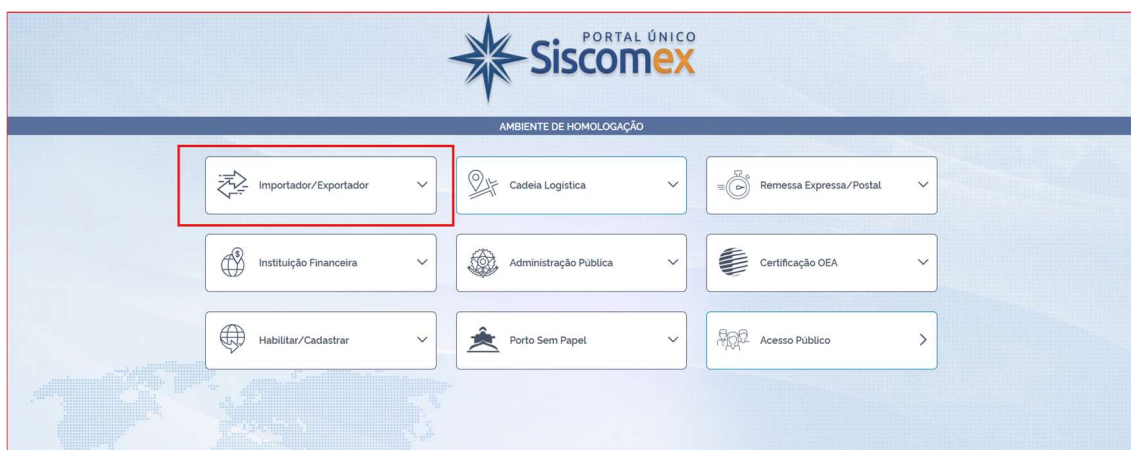 PORTAL ÚNICO
Siscomex
AMBIENTE DE HOMOLOGAÇÃO
Importador/Exportador
Cadeia Logística
Remessa Expressa/Postal
Instituição Financeira
Administração Pública
Certificação OEA
Habilitar/Cadastrar
Porto Sem Papel
Acesso Público